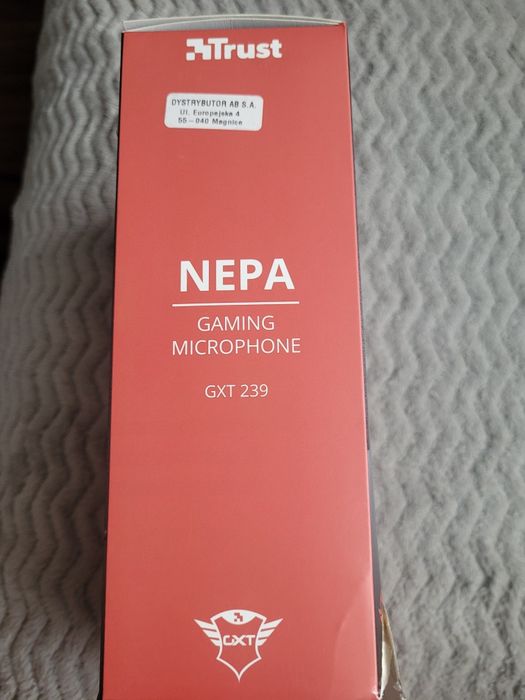 Trust
DYSTRYBUTOR AB S.A.
Ul. Europejska 4
55-040 Magnice
NEPA
GAMING
MICROPHONE
GXT 239
GXT